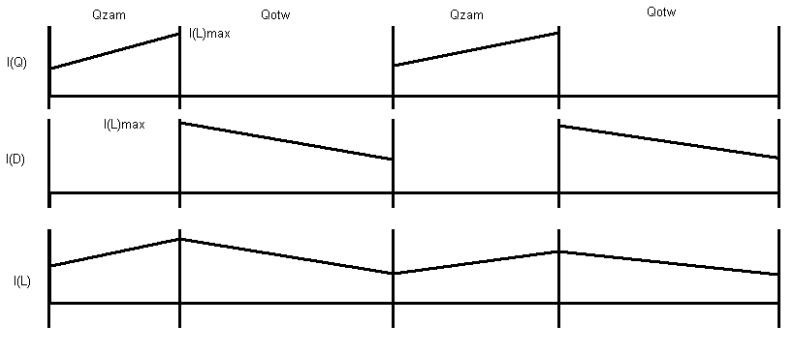 Qzam Qotw Qzam Qotw
I(L)max
I(Q)
I(L)max
I(D)
I(L)